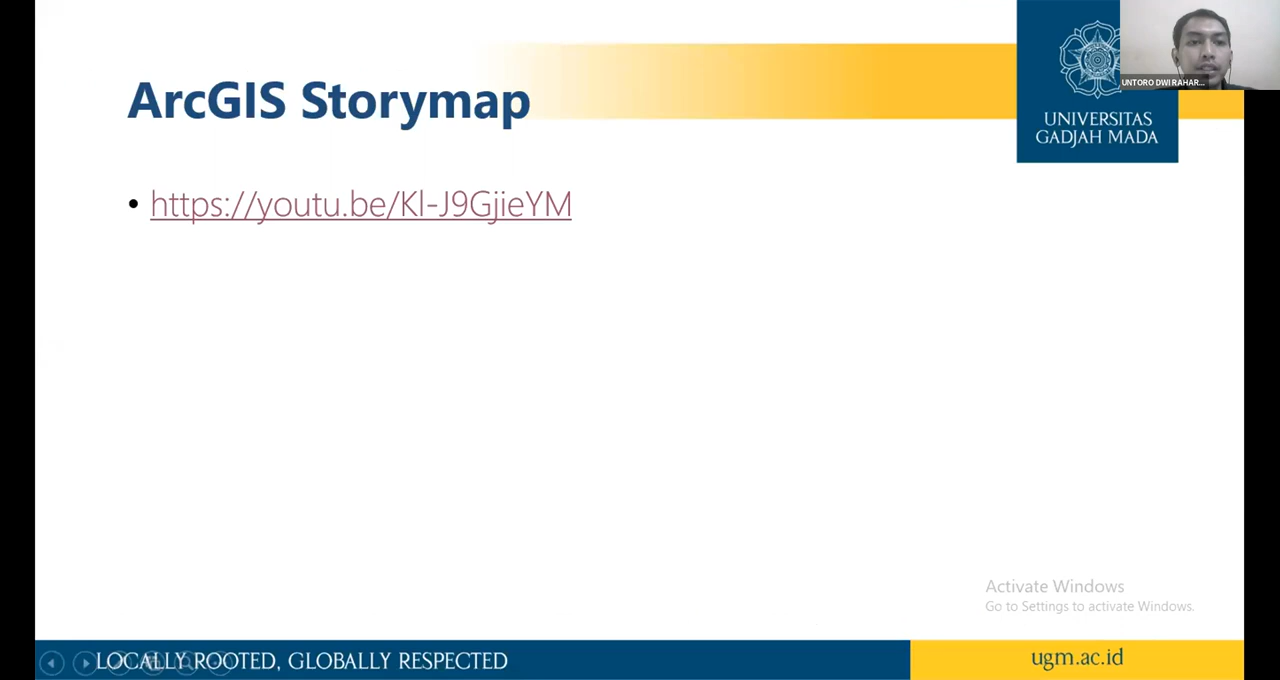 ArcGIS Storymap
UNIVERSITAS
GADJAH MADA
UNTORO DWI RAHAR...
• https://youtu.be/Kl-J9GjieYM
Activate Windows
Go to Settings to activate Windows.
LOCALLY ROOTED, GLOBALLY RESPECTED
ugm.ac.id